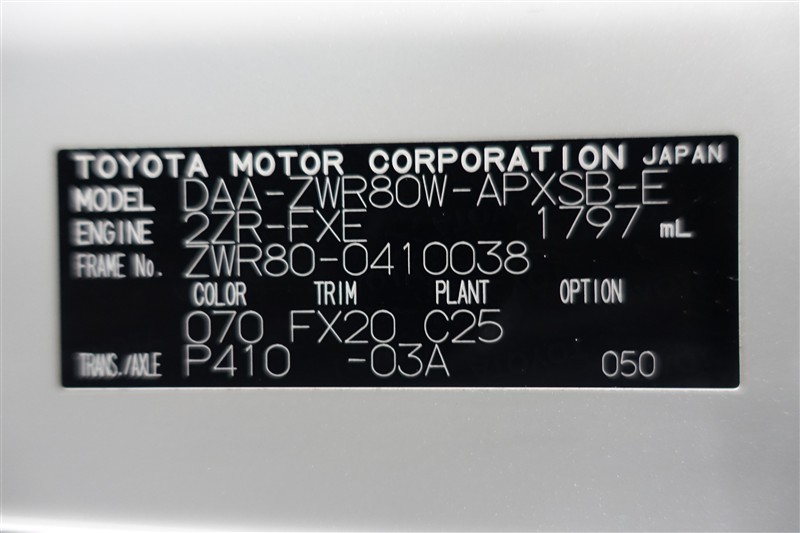 TOYOTA MOTOR CORPORATION JAPAN
MODEL DAA-ZWR80W-APXSB-E
ENGINE 2ZR-FXE 1797 mL
FRAME No. ZWR80-0410038
COLOR TRIM PLANT OPTION
070 FX20 C25
TRANS./AXLE P410 -03A 050